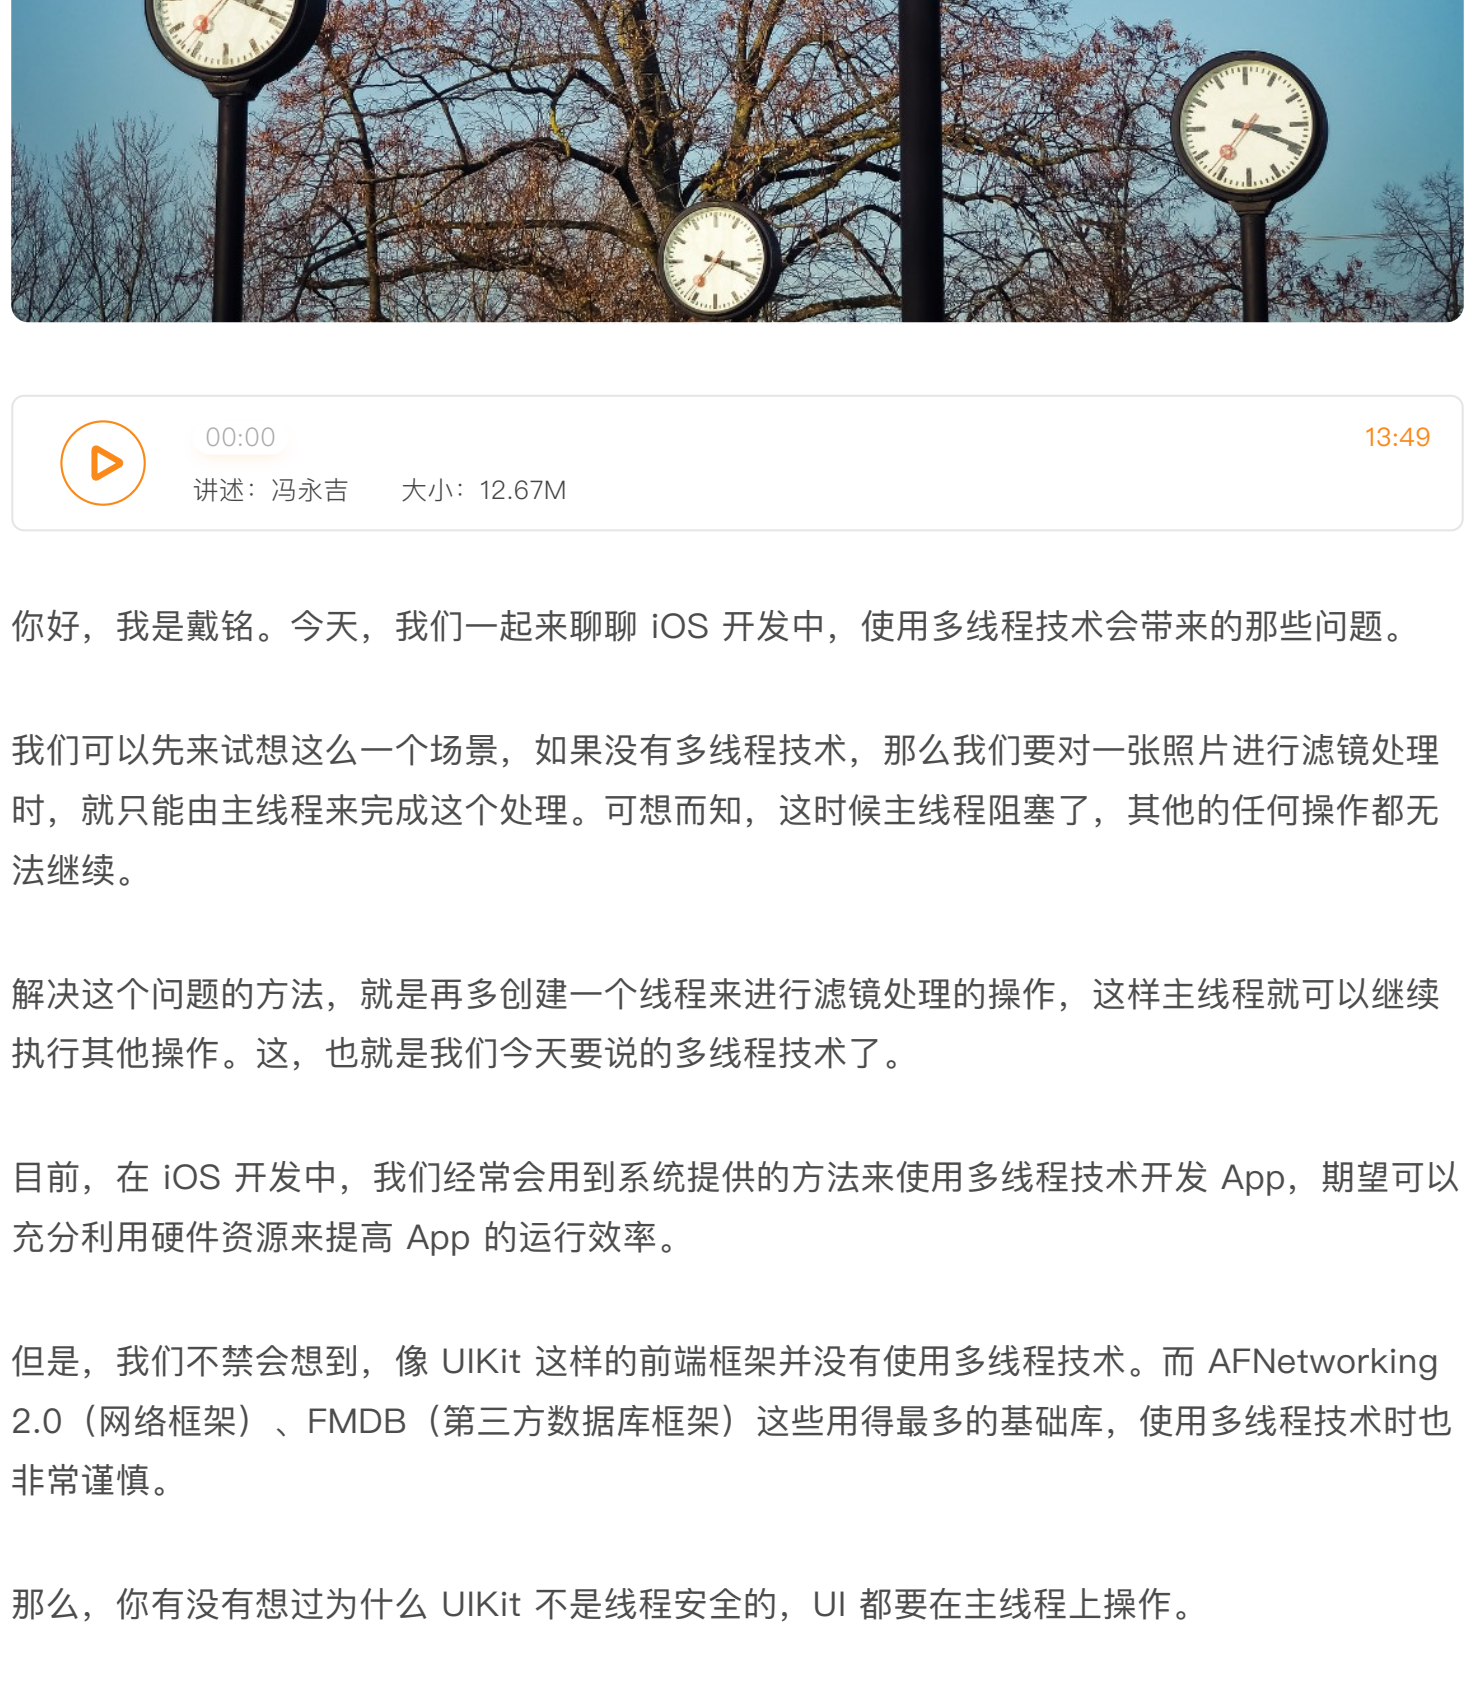 00:00
13:49
讲述：冯永吉 大小：12.67M
你好，我是戴铭。今天，我们一起来聊聊 iOS 开发中，使用多线程技术会带来的那些问题。
我们可以先来试想这么一个场景，如果没有多线程技术，那么我们要对一张照片进行滤镜处理
时，就只能由主线程来完成这个处理。可想而知，这时候主线程阻塞了，其他的任何操作都无
法继续。
解决这个问题的方法，就是再多创建一个线程来进行滤镜处理的操作，这样主线程就可以继续
执行其他操作。这，也就是我们今天要说的多线程技术了。
目前，在 iOS 开发中，我们经常会用到系统提供的方法来使用多线程技术开发 App，期望可以
充分利用硬件资源来提高 App 的运行效率。
但是，我们不禁会想到，像 UIKit 这样的前端框架并没有使用多线程技术。而 AFNetworking
2.0（网络框架）、FMDB（第三方数据库框架）这些用得最多的基础库，使用多线程技术时也
非常谨慎。
那么，你有没有想过为什么 UIKit 不是线程安全的，UI 都要在主线程上操作。